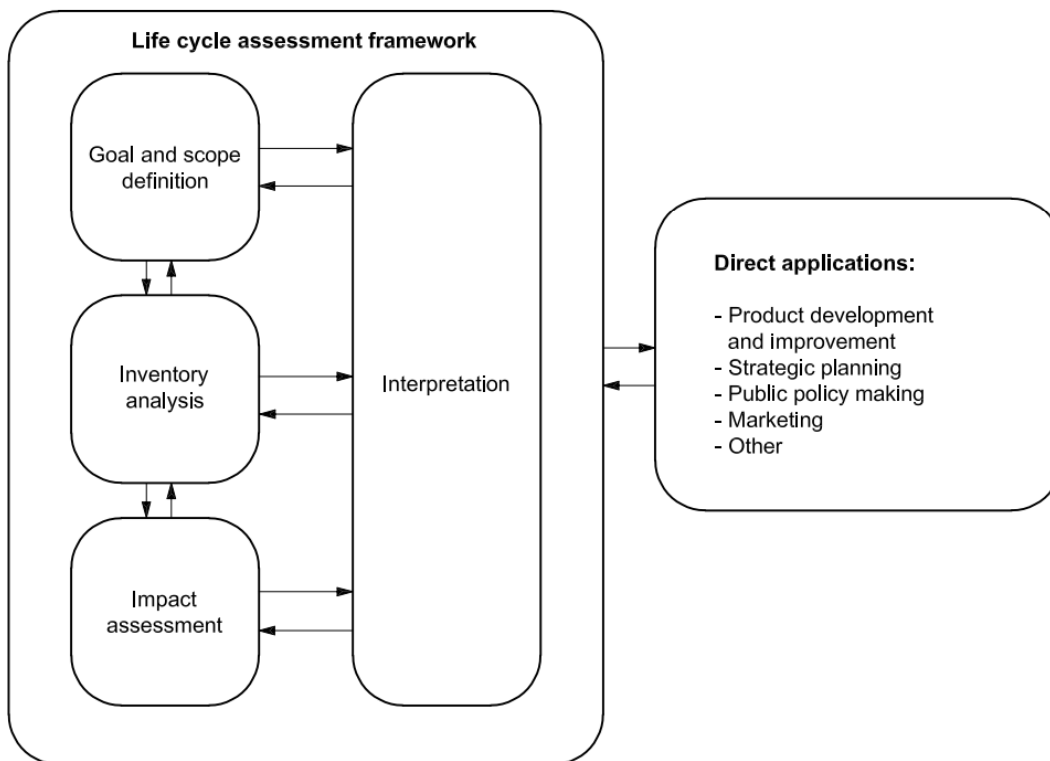 Life cycle assessment framework
Goal and scope
definition
Inventory
analysis
Impact
assessment
Interpretation
Direct applications:
- Product development
and improvement
- Strategic planning
- Public policy making
- Marketing
- Other